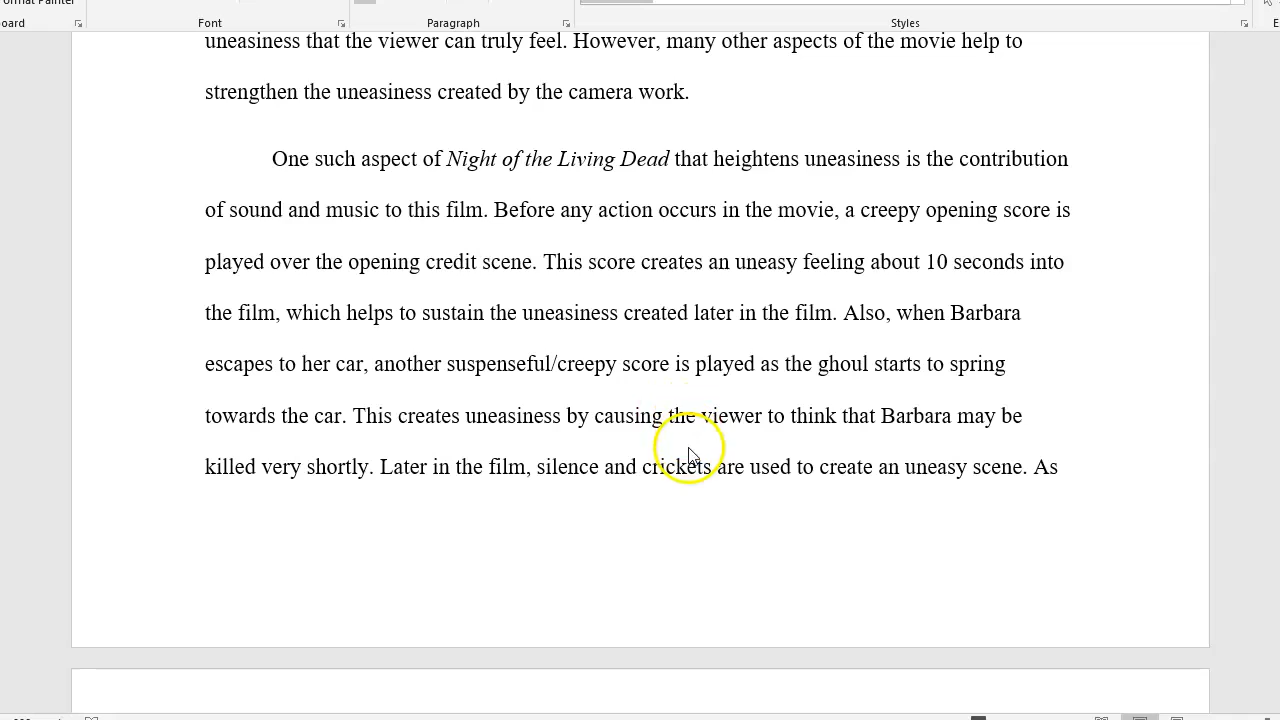 Format Painter
oard
Font
Paragraph
Styles
uneasiness that the viewer can truly feel. However, many other aspects of the movie help to
strengthen the uneasiness created by the camera work.
One such aspect of Night of the Living Dead that heightens uneasiness is the contribution
of sound and music to this film. Before any action occurs in the movie, a creepy opening score is
played over the opening credit scene. This score creates an uneasy feeling about 10 seconds into
the film, which helps to sustain the uneasiness created later in the film. Also, when Barbara
escapes to her car, another suspenseful/creepy score is played as the ghoul starts to spring
towards the car. This creates uneasiness by causing the viewer to think that Barbara may be
killed very shortly. Later in the film, silence and crickets are used to create an uneasy scene. As